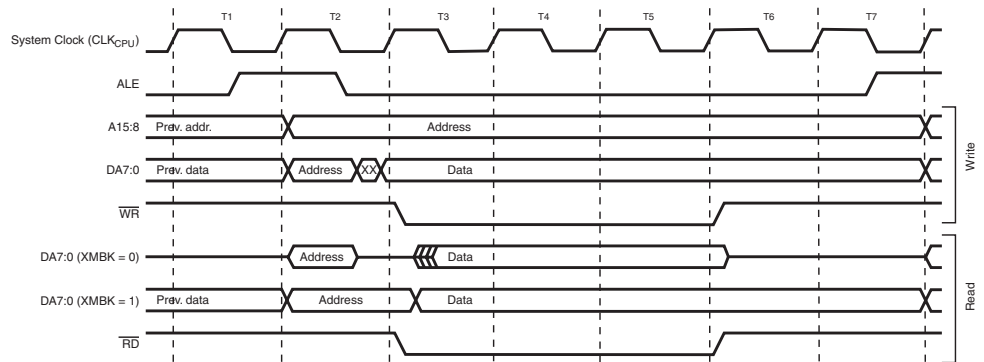 T1 T2 T3 T4 T5 T6 T7
System Clock (CLKCPU)
ALE
A15:8 Prev. addr. Address
DA7:0 Prev. data Address XX Data
WR
Write
DA7:0 (XMBK = 0) Address Data
DA7:0 (XMBK = 1) Prev. data Address Data
RD
Read